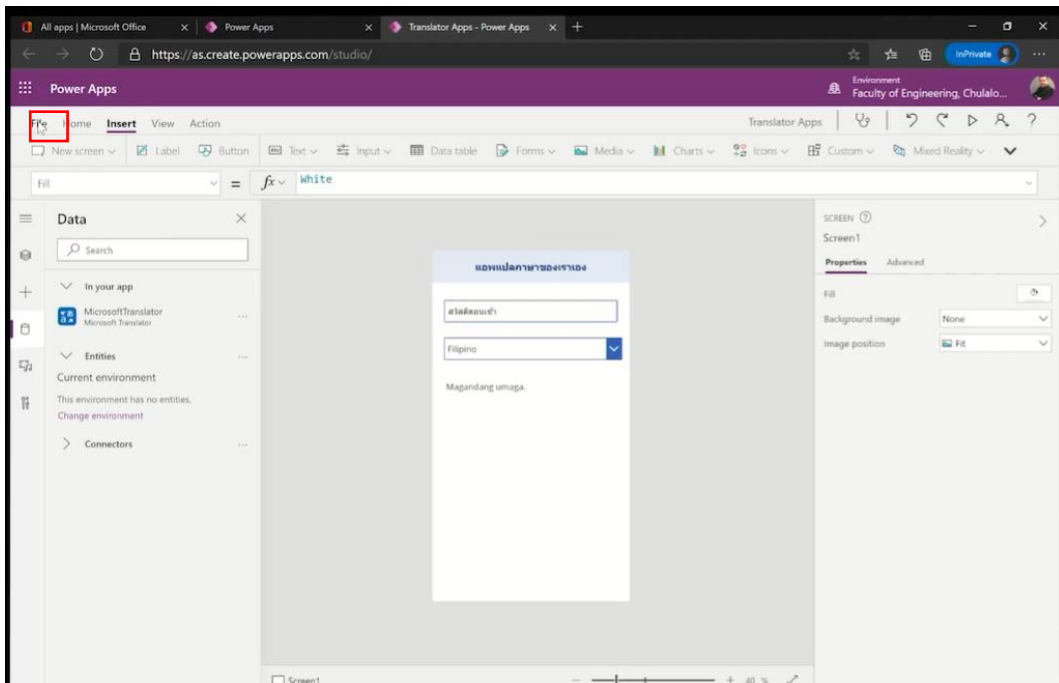 All apps | Microsoft Office
Power Apps
Translator Apps - Power Apps
https://as.create.powerapps.com/studio/
InPrivate
Power Apps
Environment
Faculty of Engineering, Chulalo...
File Home Insert View Action
Translator Apps
New screen Label Button Text Input Data table Forms Media Charts Icons Custom Mixed Reality
Fill = fx White
Data
Search
In your app
MicrosoftTranslator
Microsoft Translator
Entities
Current environment
This environment has no entities.
Change environment
Connectors
แอพแปลภาษาของเราเอง
สวัสดีตอนเช้า
Filipino
Magandang umaga.
SCREEN
Screen1
Properties Advanced
Fill
Background image None
Image position Fit
Screen1
40 %